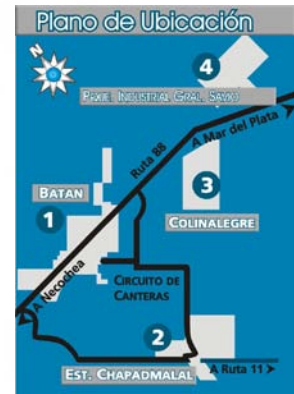 Plano de Ubicación
N
4
PARQUE INDUSTRIAL GRAL. SAVIO
A Mar del Plata
Ruta 88
BATAN
3
1
COLINALEGRE
A Necochea
CIRCUITO DE
CANTERAS
2
A RUTA 11 >
EST. CHAPADMALAL